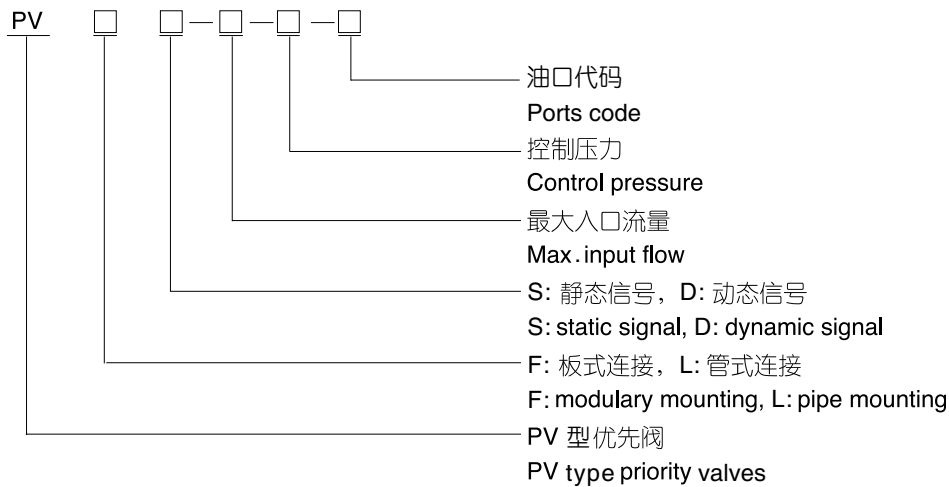 PV □ □－□－□－□
油口代码
Ports code
控制压力
Control pressure
最大入口流量
Max. input flow
S: 静态信号，D: 动态信号
S: static signal, D: dynamic signal
F: 板式连接，L: 管式连接
F: modulary mounting, L: pipe mounting
PV 型优先阀
PV type priority valves